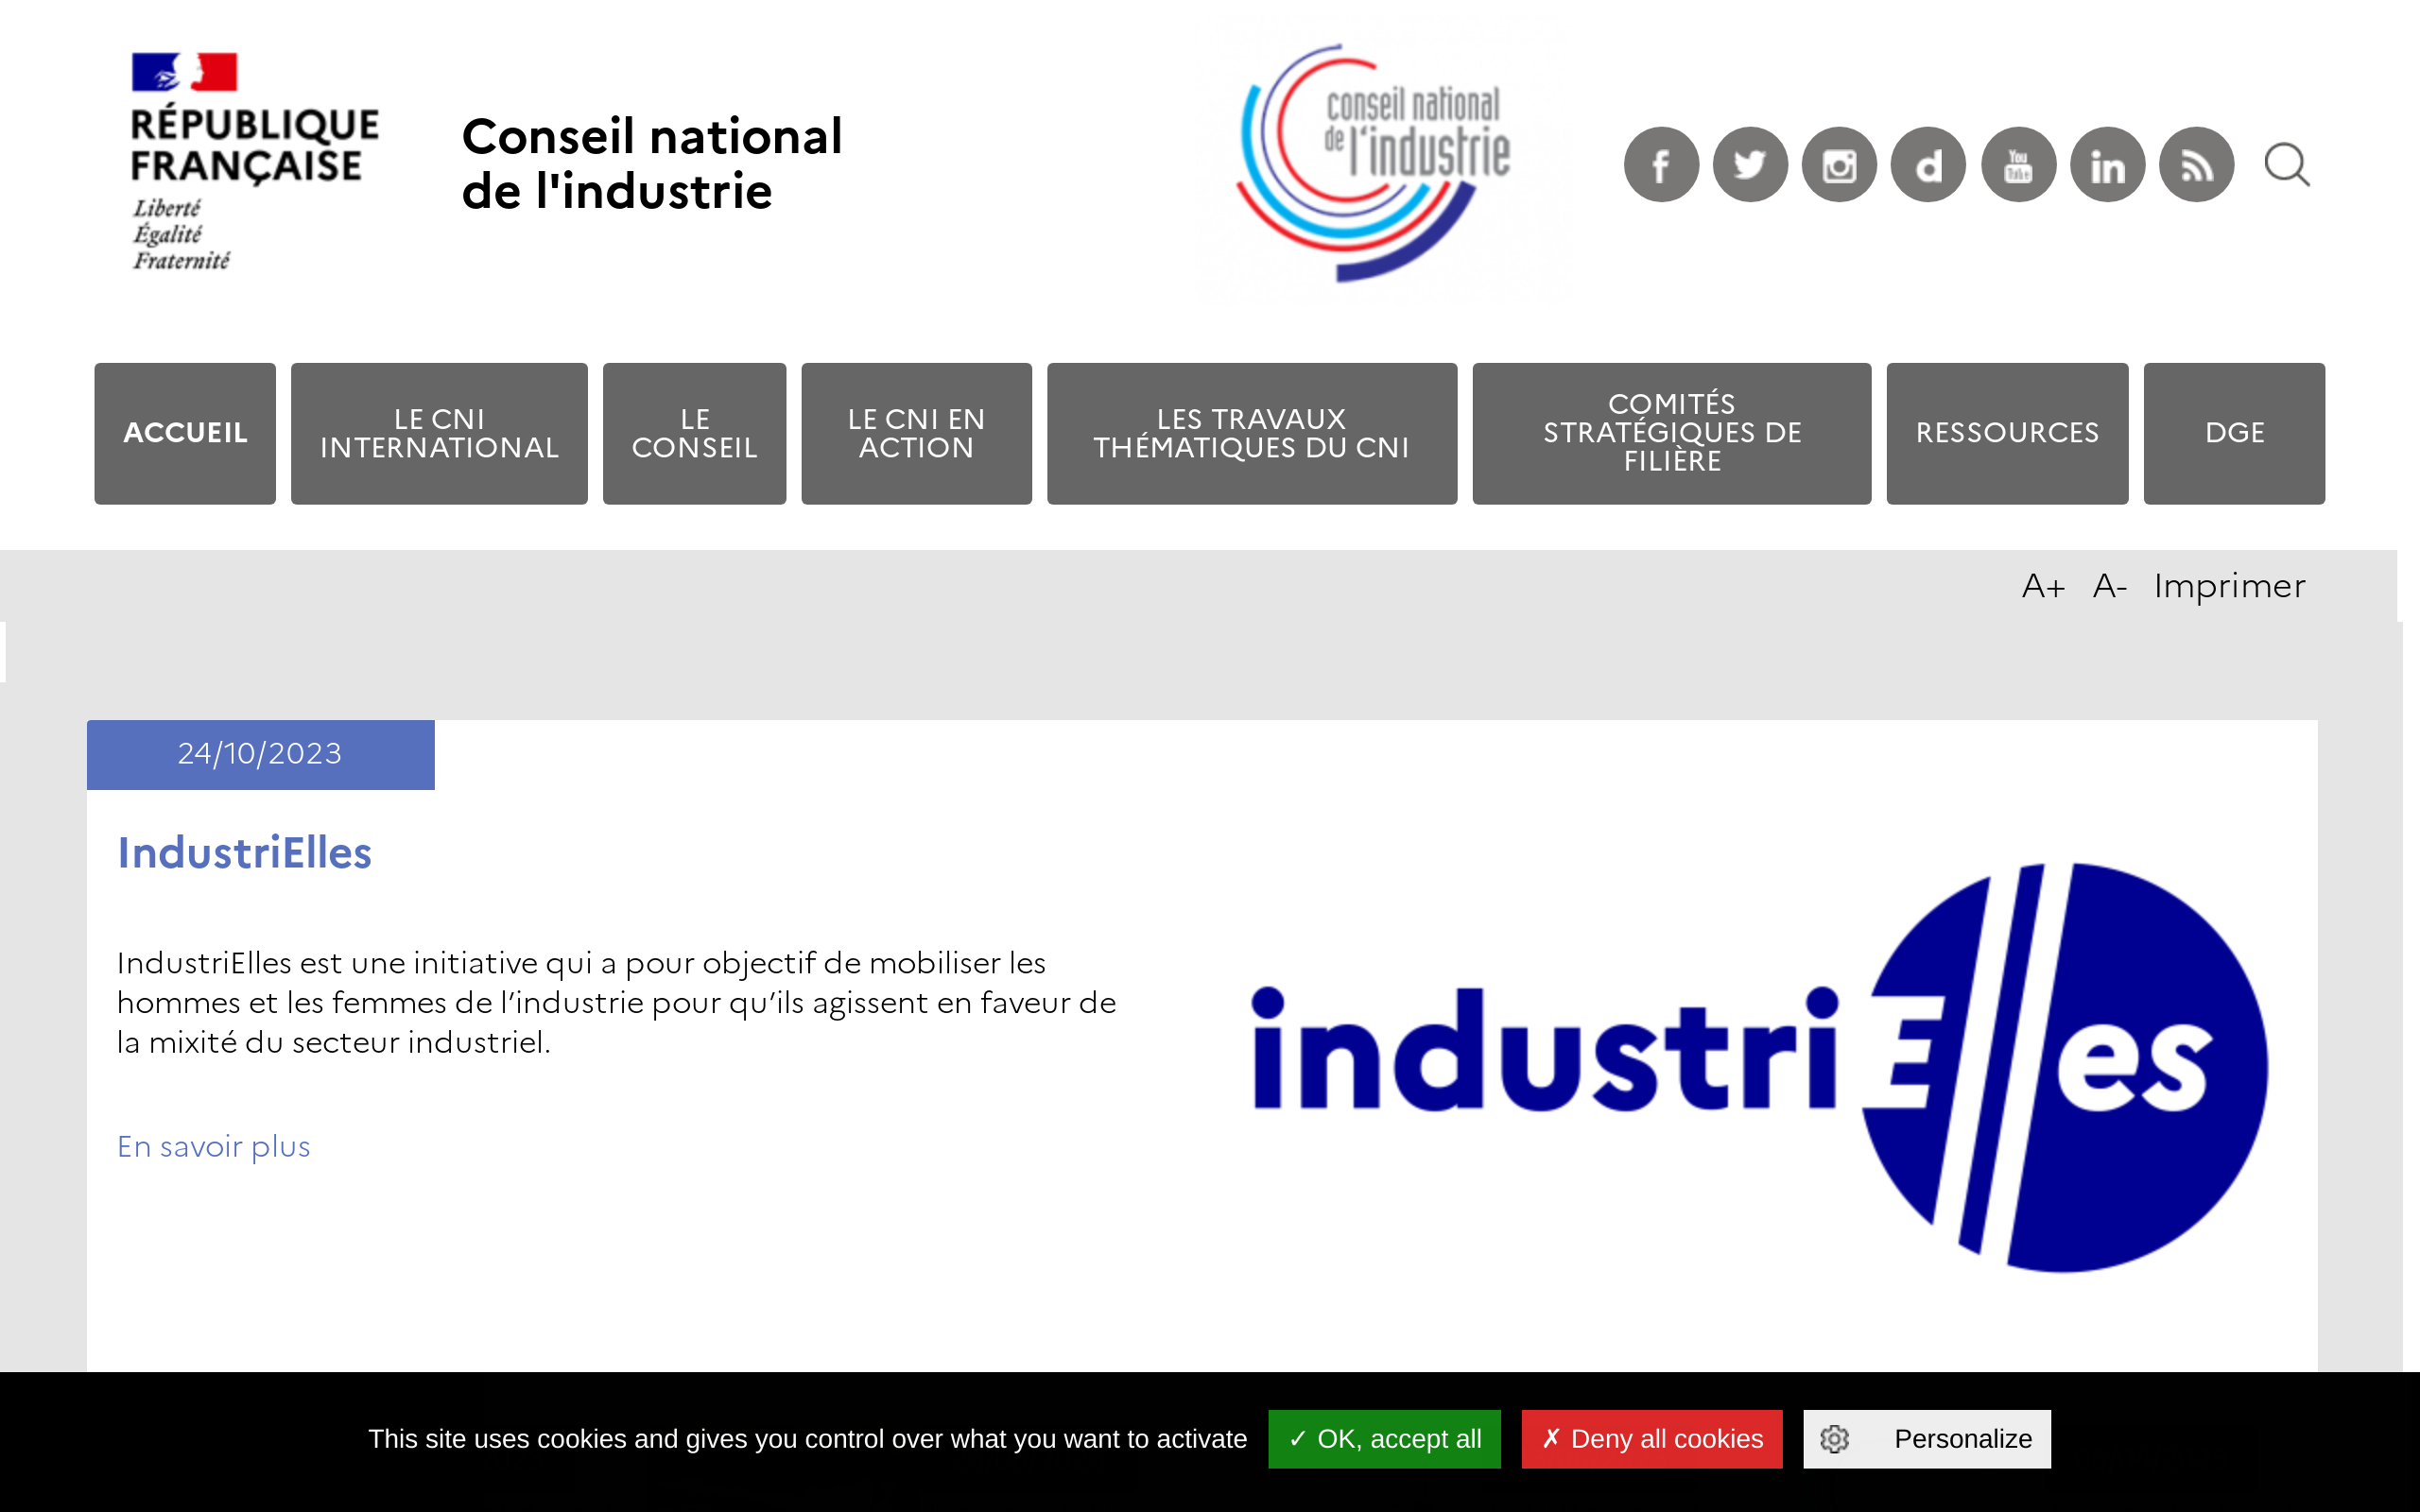 RÉPUBLIQUE
FRANÇAISE
Liberté
Égalité
Fraternité
Conseil national
de l'industrie
conseil national
de l'industrie
You
Tube
ACCUEIL
LE CNI
INTERNATIONAL
LE
CONSEIL
LE CNI EN
ACTION
LES TRAVAUX
THÉMATIQUES DU CNI
COMITÉS
STRATÉGIQUES DE
FILIÈRE
RESSOURCES
DGE
A+ A- Imprimer
24/10/2023
IndustriElles
IndustriElles est une initiative qui a pour objectif de mobiliser les
hommes et les femmes de l’industrie pour qu’ils agissent en faveur de
la mixité du secteur industriel.
En savoir plus
industriElles
This site uses cookies and gives you control over what you want to activate ✓ OK, accept all ✗ Deny all cookies Personalize